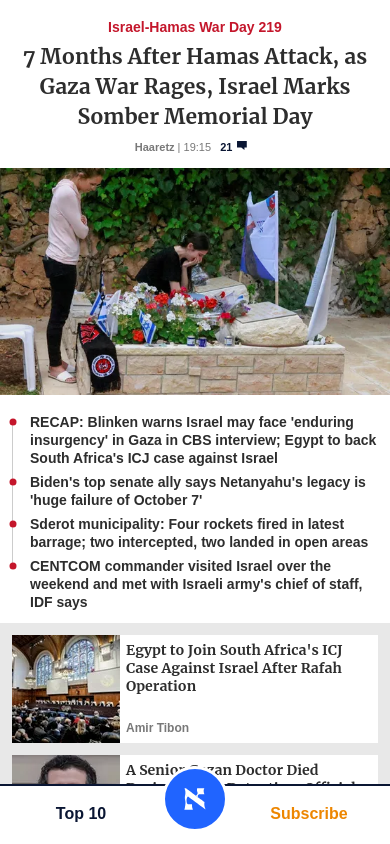 Israel-Hamas War Day 219
7 Months After Hamas Attack, as
Gaza War Rages, Israel Marks
Somber Memorial Day
Haaretz | 19:15 21
RECAP: Blinken warns Israel may face 'enduring
insurgency' in Gaza in CBS interview; Egypt to back
South Africa's ICJ case against Israel
Biden's top senate ally says Netanyahu's legacy is
'huge failure of October 7'
Sderot municipality: Four rockets fired in latest
barrage; two intercepted, two landed in open areas
CENTCOM commander visited Israel over the
weekend and met with Israeli army's chief of staff,
IDF says
Egypt to Join South Africa's ICJ
Case Against Israel After Rafah
Operation
Amir Tibon
A Senior Gazan Doctor Died
Top 10
Subscribe